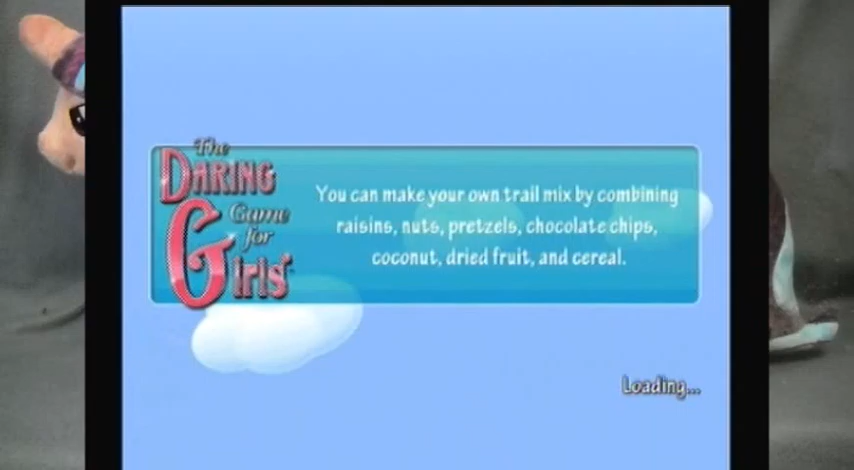 The
DARING
Game
for
Girls
You can make your own trail mix by combining
raisins, nuts, pretzels, chocolate chips,
coconut, dried fruit, and cereal.
Loading...